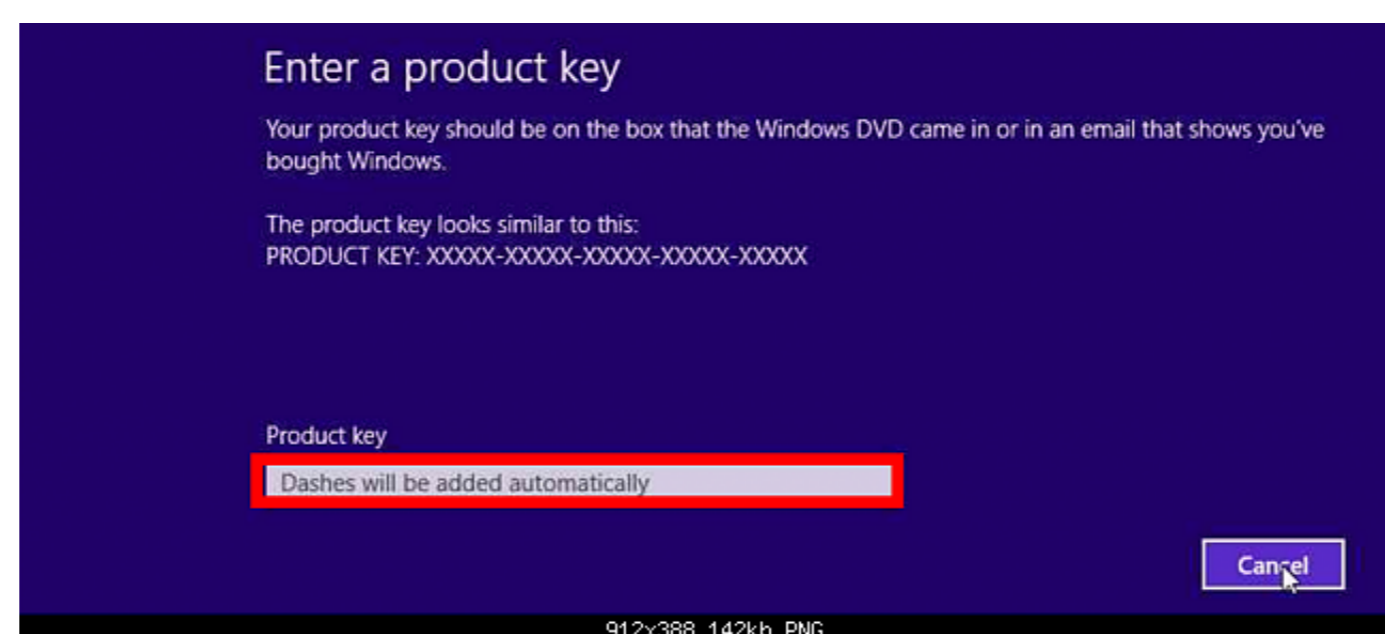 Enter a product key
Your product key should be on the box that the Windows DVD came in or in an email that shows you've
bought Windows.
The product key looks similar to this:
PRODUCT KEY: XXXXX-XXXXX-XXXXX-XXXXX-XXXXX
Product key
Dashes will be added automatically
Cancel
912x388 142kb PNG